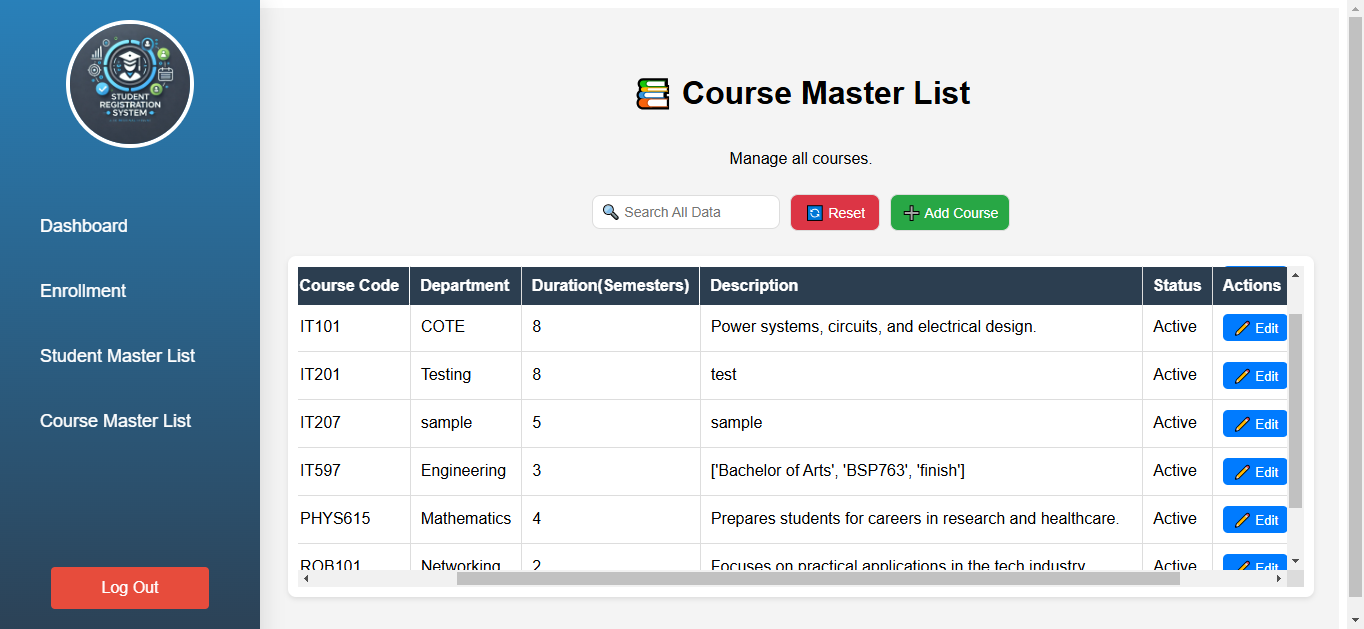 STUDENT
REGISTRATION
SYSTEM
Dashboard
Enrollment
Student Master List
Course Master List
Log Out
Course Master List
Manage all courses.
Search All Data
Reset
Add Course
Course Code Department Duration(Semesters) Description Status Actions
IT101 COTE 8 Power systems, circuits, and electrical design. Active Edit
IT201 Testing 8 test Active Edit
IT207 sample 5 sample Active Edit
IT597 Engineering 3 ['Bachelor of Arts', 'BSP763', 'finish'] Active Edit
PHYS615 Mathematics 4 Prepares students for careers in research and healthcare. Active Edit
ROB101 Networking 2 Focuses on practical applications in the tech industry. Active Edit